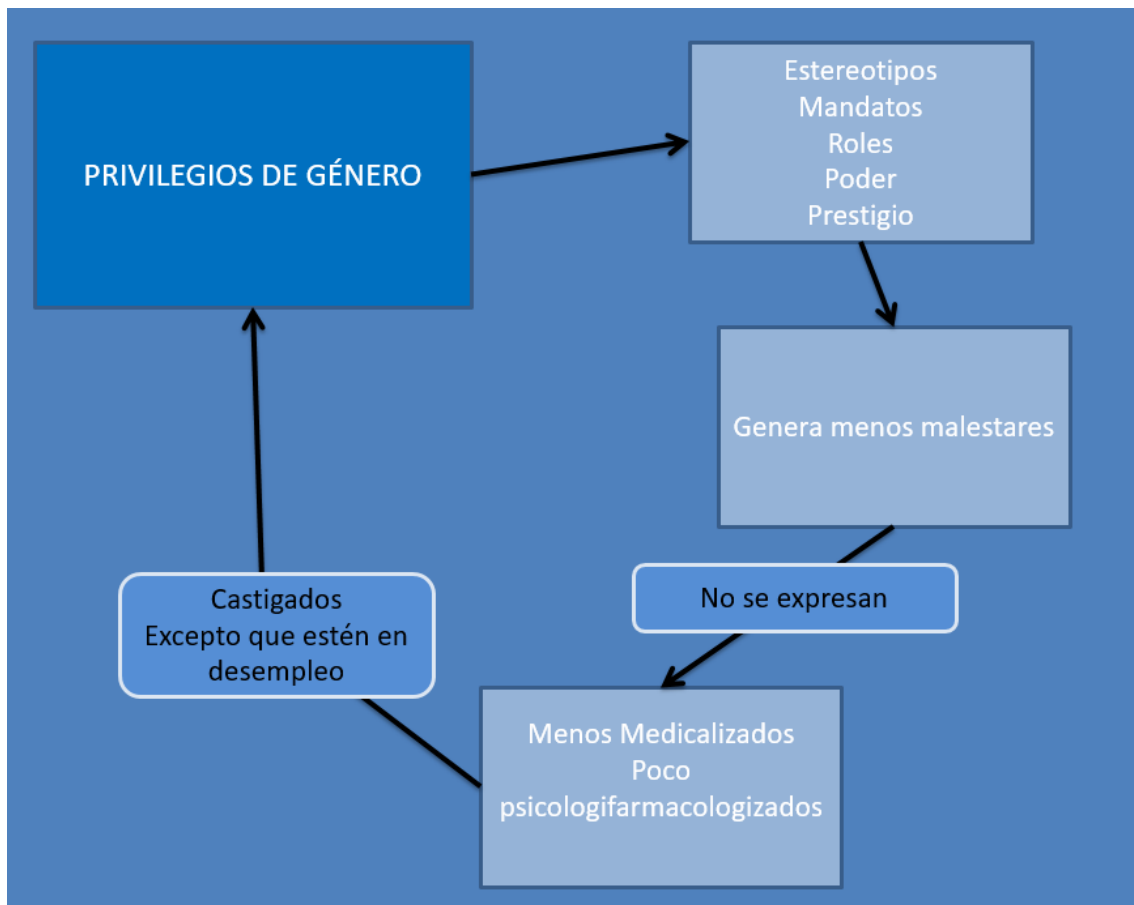 PRIVILEGIOS DE GÉNERO
Estereotipos
Mandatos
Roles
Poder
Prestigio
Genera menos malestares
No se expresan
Castigados
Excepto que estén en
desempleo
Menos Medicalizados
Poco
psicologifarmacologizados